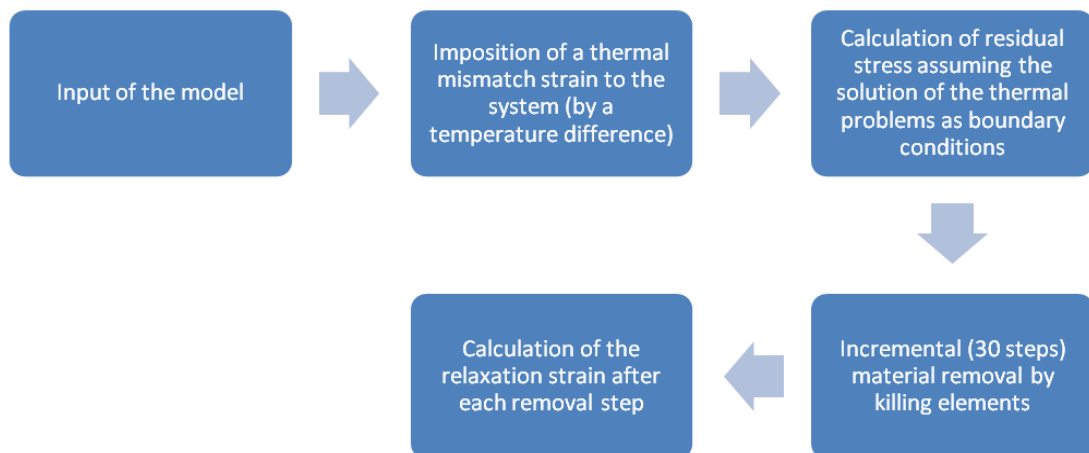 Input of the model
Imposition of a thermal
mismatch strain to the
system (by a
temperature difference)
Calculation of residual
stress assuming the
solution of the thermal
problems as boundary
conditions
Incremental (30 steps)
material removal by
killing elements
Calculation of the
relaxation strain after
each removal step